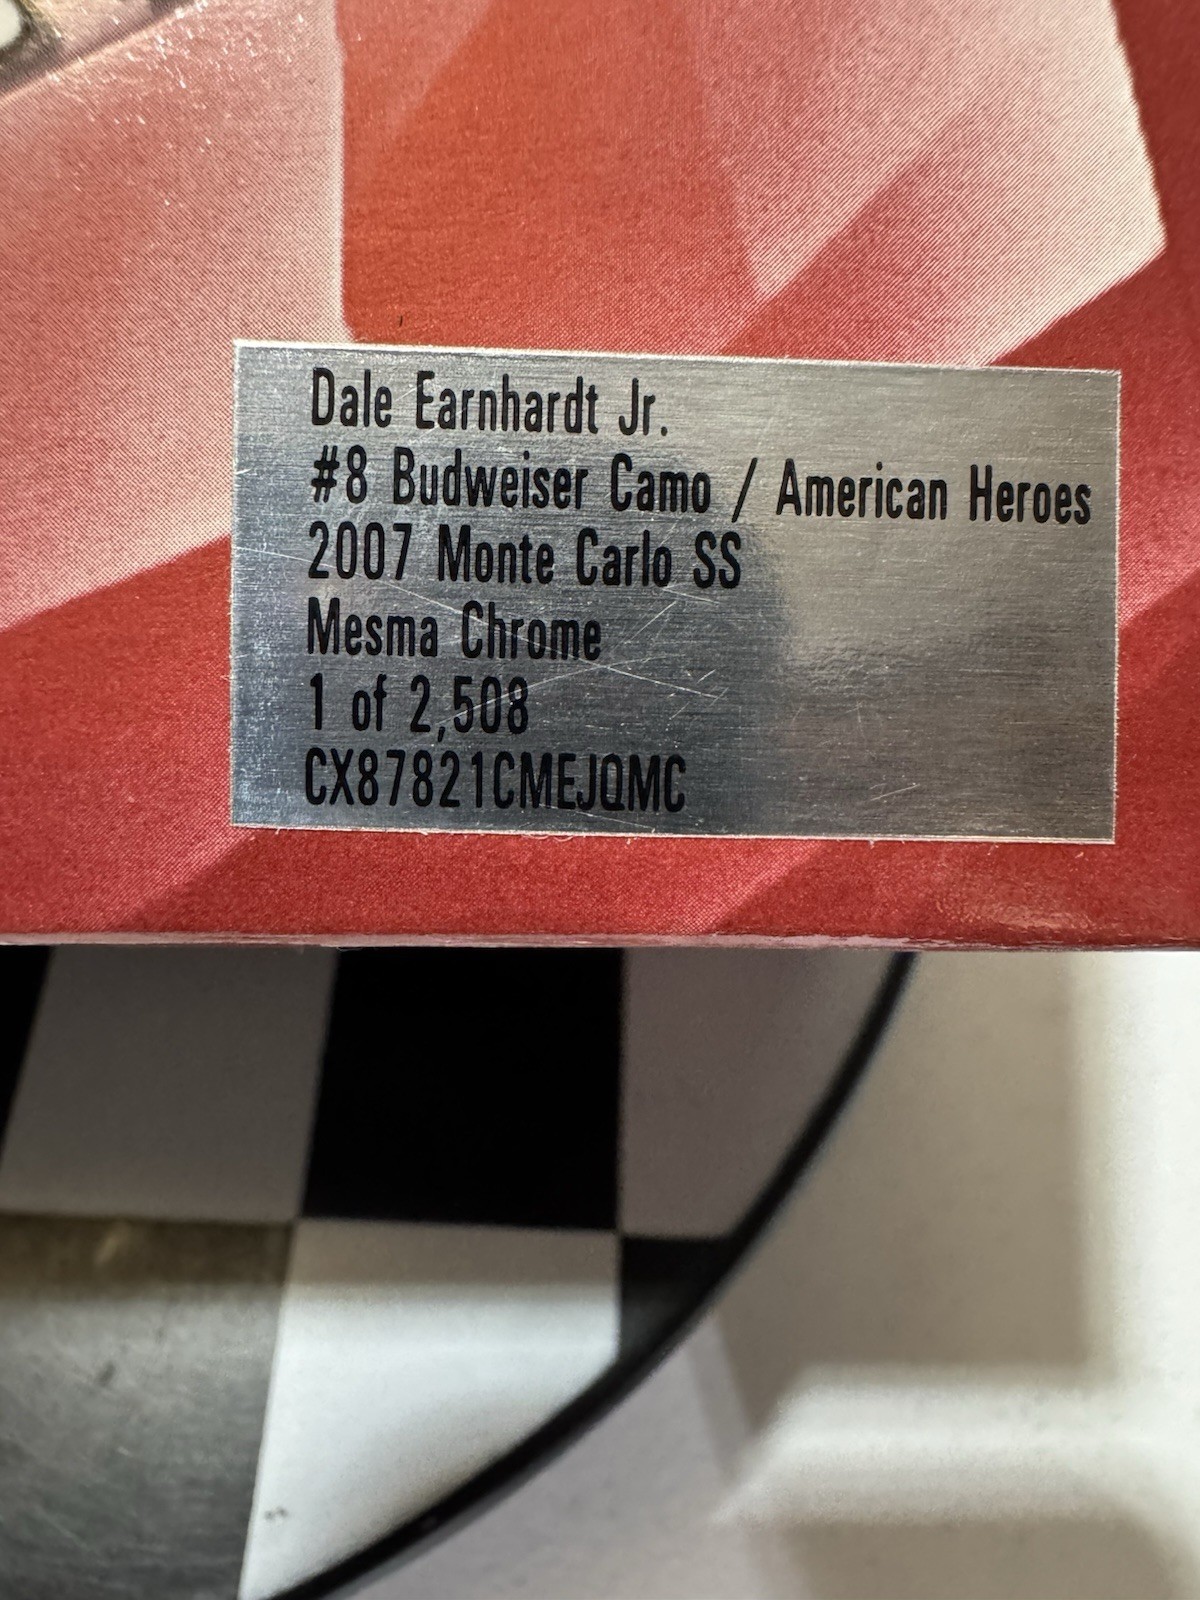 Dale Earnhardt Jr.
#8 Budweiser Camo / American Heroes
2007 Monte Carlo SS
Mesma Chrome
1 of 2,508
CX87821CMEJQMC